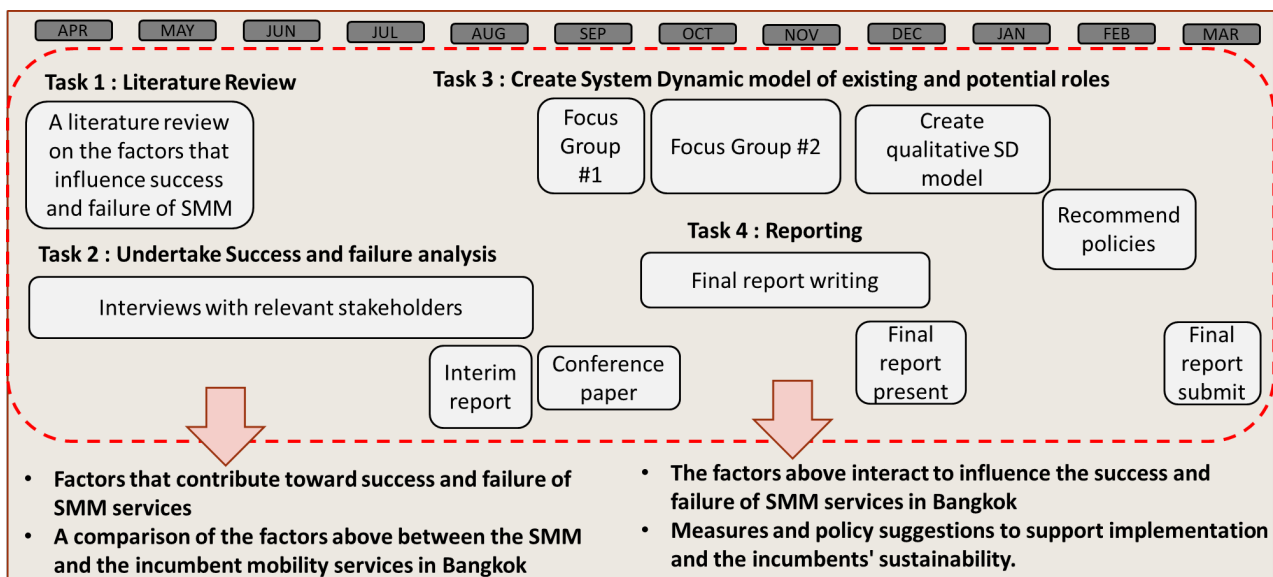 APR MAY JUN JUL AUG SEP OCT NOV DEC JAN FEB MAR
Task 1 : Literature Review
A literature review
on the factors that
influence success
and failure of SMM
Task 2 : Undertake Success and failure analysis
Interviews with relevant stakeholders
Interim
report
Conference
paper
Task 3 : Create System Dynamic model of existing and potential roles
Focus
Group
#1
Focus Group #2
Create
qualitative SD
model
Recommend
policies
Task 4 : Reporting
Final report writing
Final
report
present
Final
report
submit
• Factors that contribute toward success and failure of
SMM services
• A comparison of the factors above between the SMM
and the incumbent mobility services in Bangkok
• The factors above interact to influence the success and
failure of SMM services in Bangkok
• Measures and policy suggestions to support implementation
and the incumbents' sustainability.